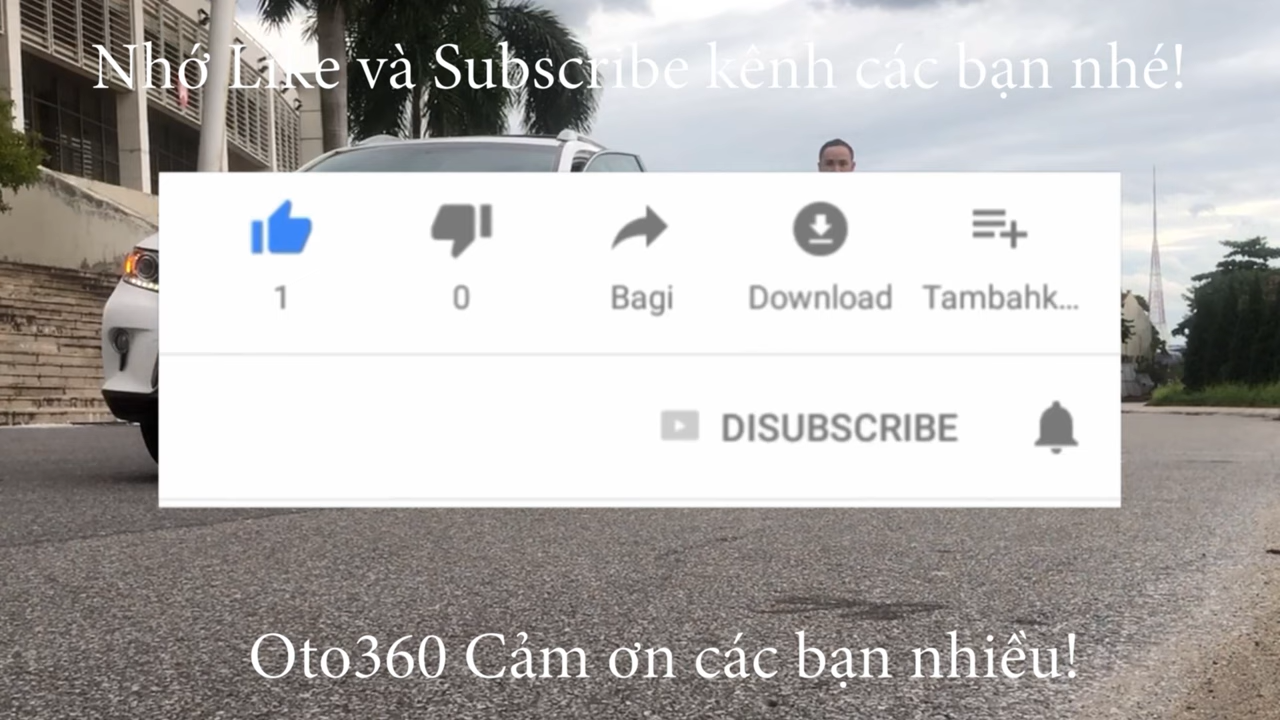 Nhớ Like và Subscribe kênh các bạn nhé!
1
0
Bagi
Download
Tambahk...
DISUBSCRIBE
Oto360 Cảm ơn các bạn nhiều!